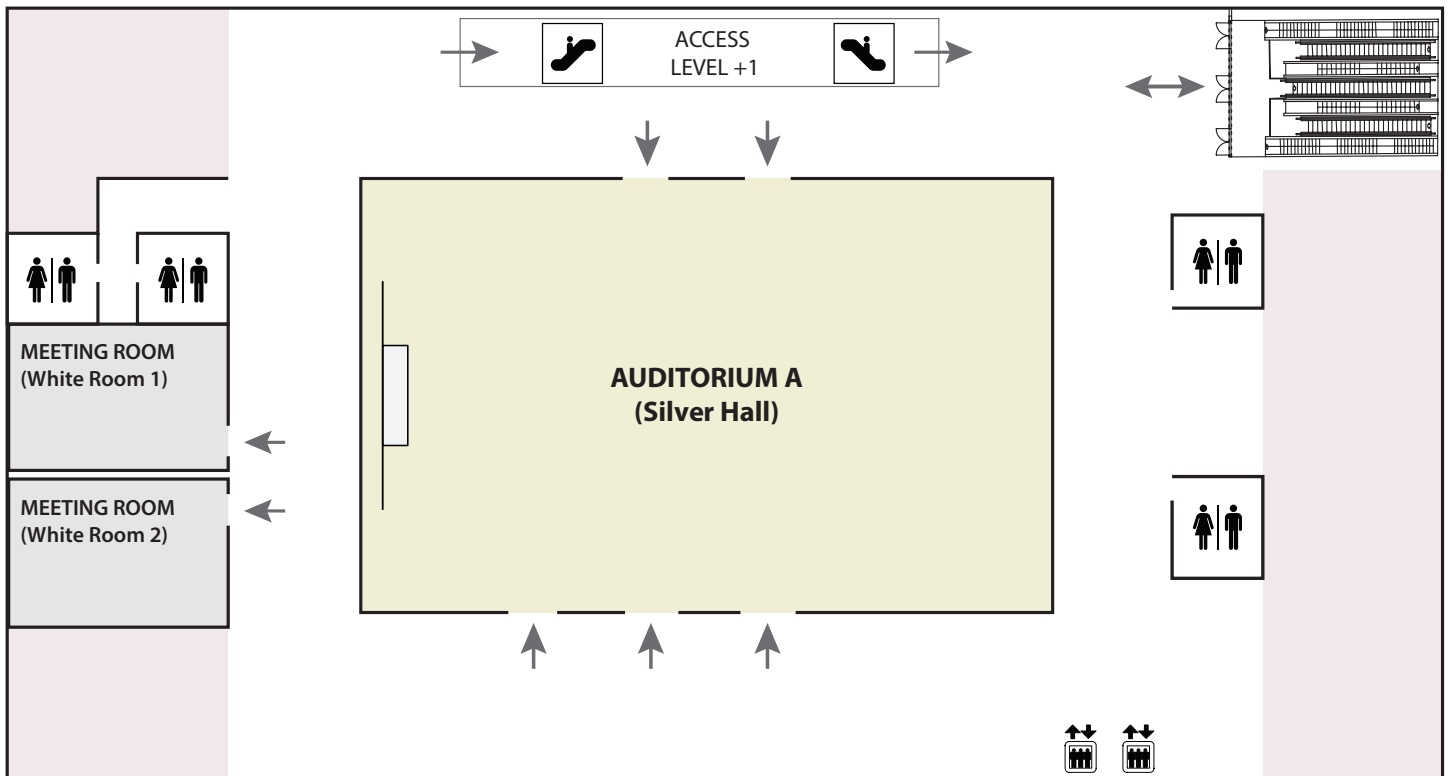 ACCESS
LEVEL +1
MEETING ROOM
(White Room 1)
AUDITORIUM A
(Silver Hall)
MEETING ROOM
(White Room 2)